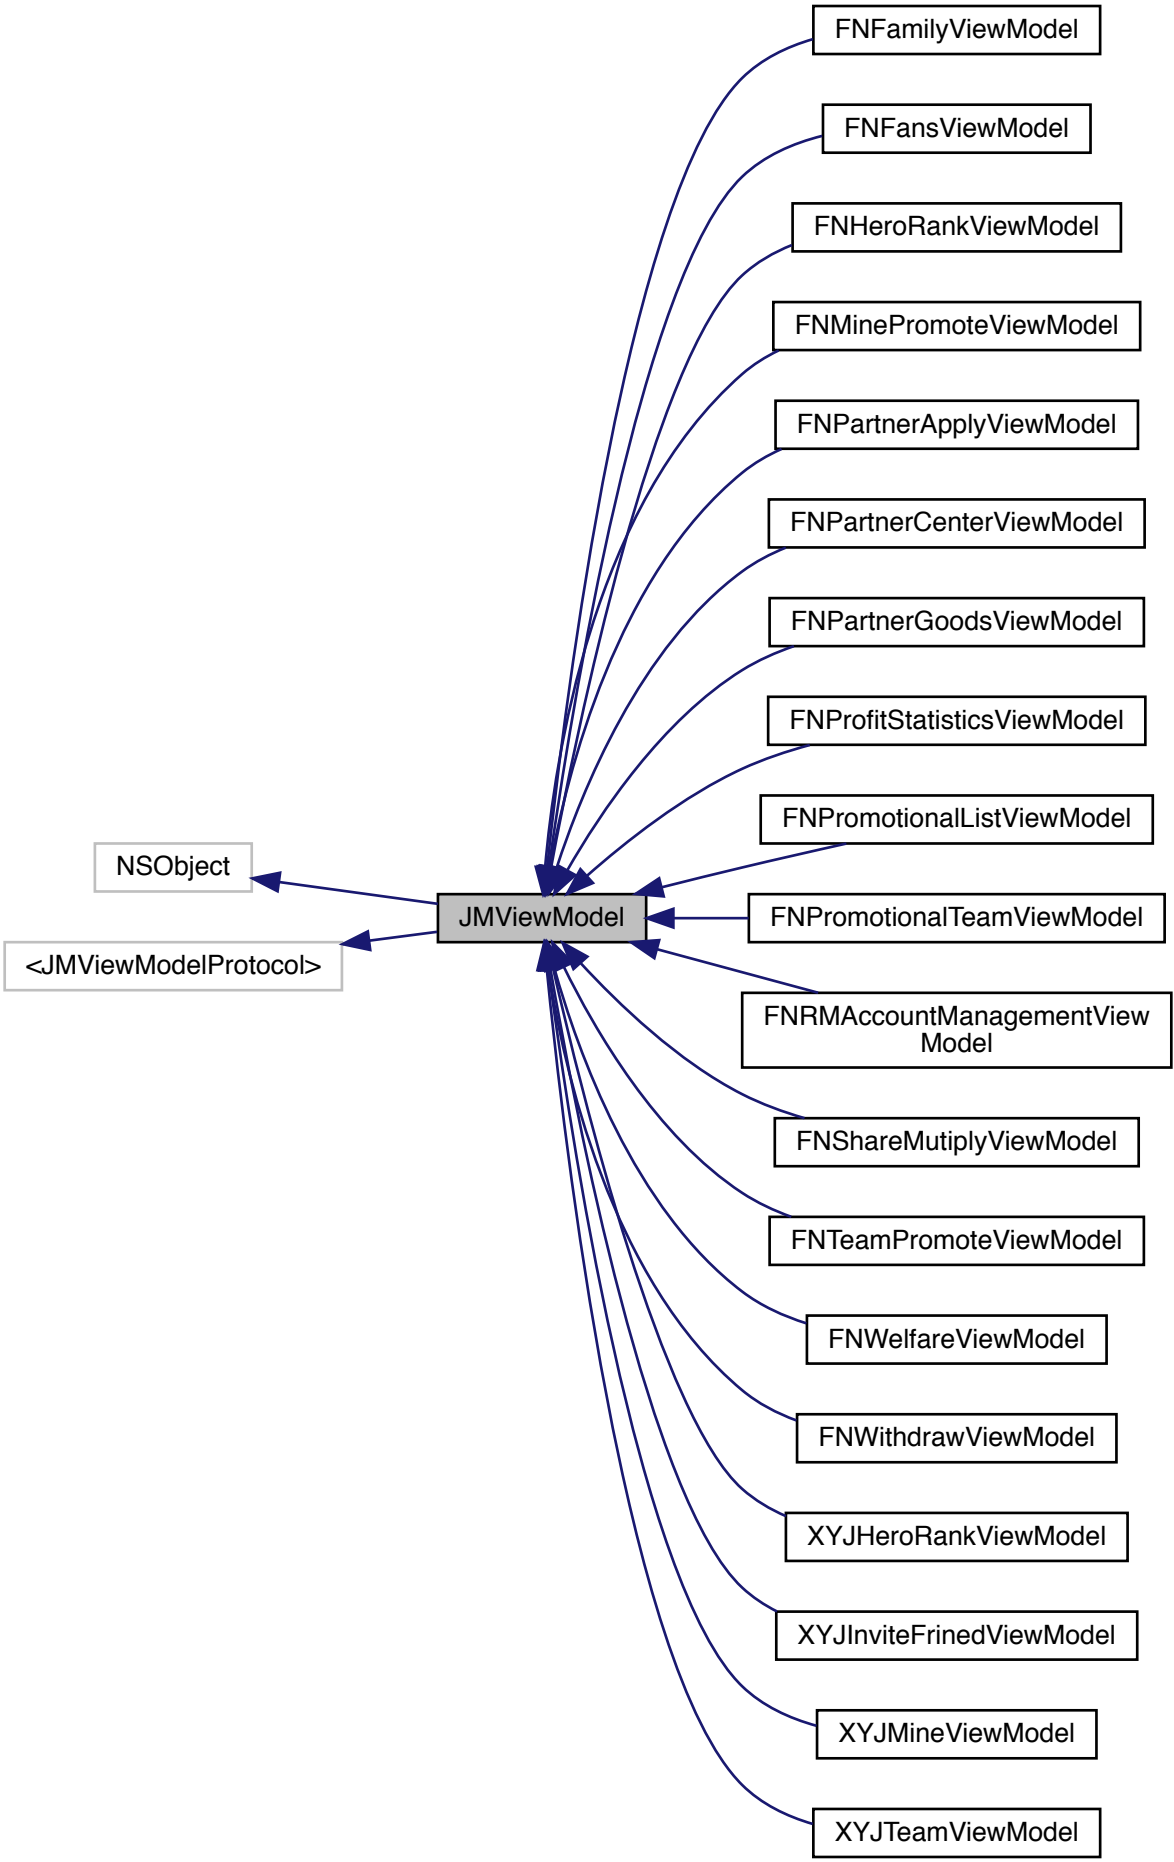 NSObject
<JMViewModelProtocol>
JMViewModel
FNFamilyViewModel
FNFansViewModel
FNHeroRankViewModel
FNMinePromoteViewModel
FNPartnerApplyViewModel
FNPartnerCenterViewModel
FNPartnerGoodsViewModel
FNProfitStatisticsViewModel
FNPromotionalListViewModel
FNPromotionalTeamViewModel
FNRMAccountManagementView
Model
FNShareMutiplyViewModel
FNTeamPromoteViewModel
FNWelfareViewModel
FNWithdrawViewModel
XYJHeroRankViewModel
XYJInviteFrinedViewModel
XYJMineViewModel
XYJTeamViewModel